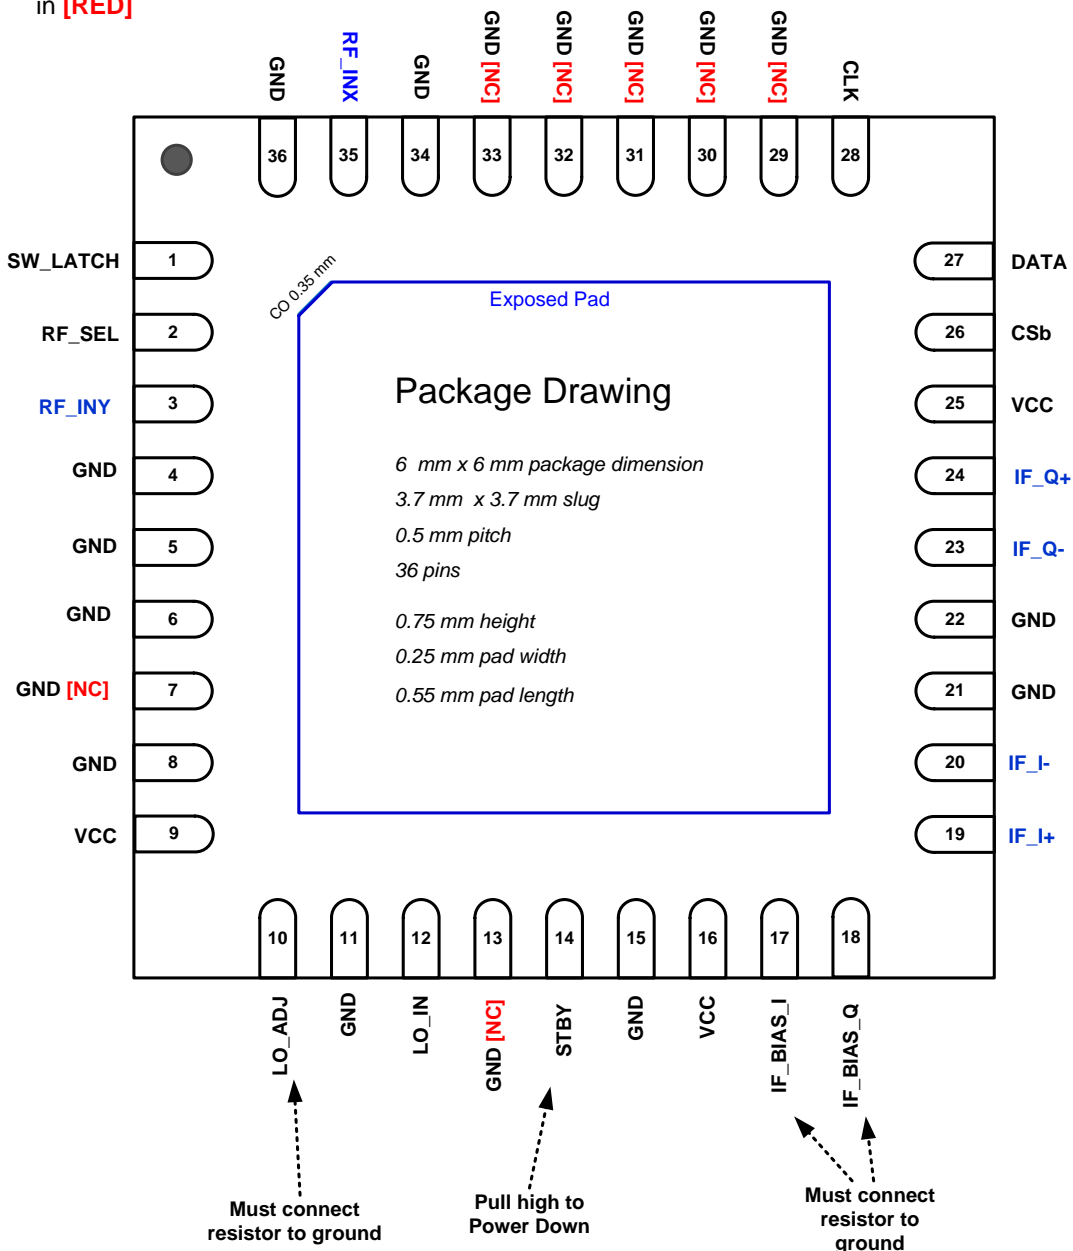 in [RED]
GND
RF_INX
GND
GND [NC]
GND [NC]
GND [NC]
GND [NC]
GND [NC]
CLK
36
35
34
33
32
31
30
29
28
SW_LATCH
1
RF_SEL
2
RF_INY
3
GND
4
GND
5
GND
6
GND [NC]
7
GND
8
VCC
9
27
DATA
26
CSb
25
VCC
24
IF_Q+
23
IF_Q-
22
GND
21
GND
20
IF_I-
19
IF_I+
CO 0.35 mm
Exposed Pad
Package Drawing
6 mm x 6 mm package dimension
3.7 mm x 3.7 mm slug
0.5 mm pitch
36 pins
0.75 mm height
0.25 mm pad width
0.55 mm pad length
10
11
12
13
14
15
16
17
18
LO_ADJ
GND
LO_IN
GND [NC]
STBY
GND
VCC
IF_BIAS_I
IF_BIAS_Q
Must connect
resistor to ground
Pull high to
Power Down
Must connect
resistor to
ground